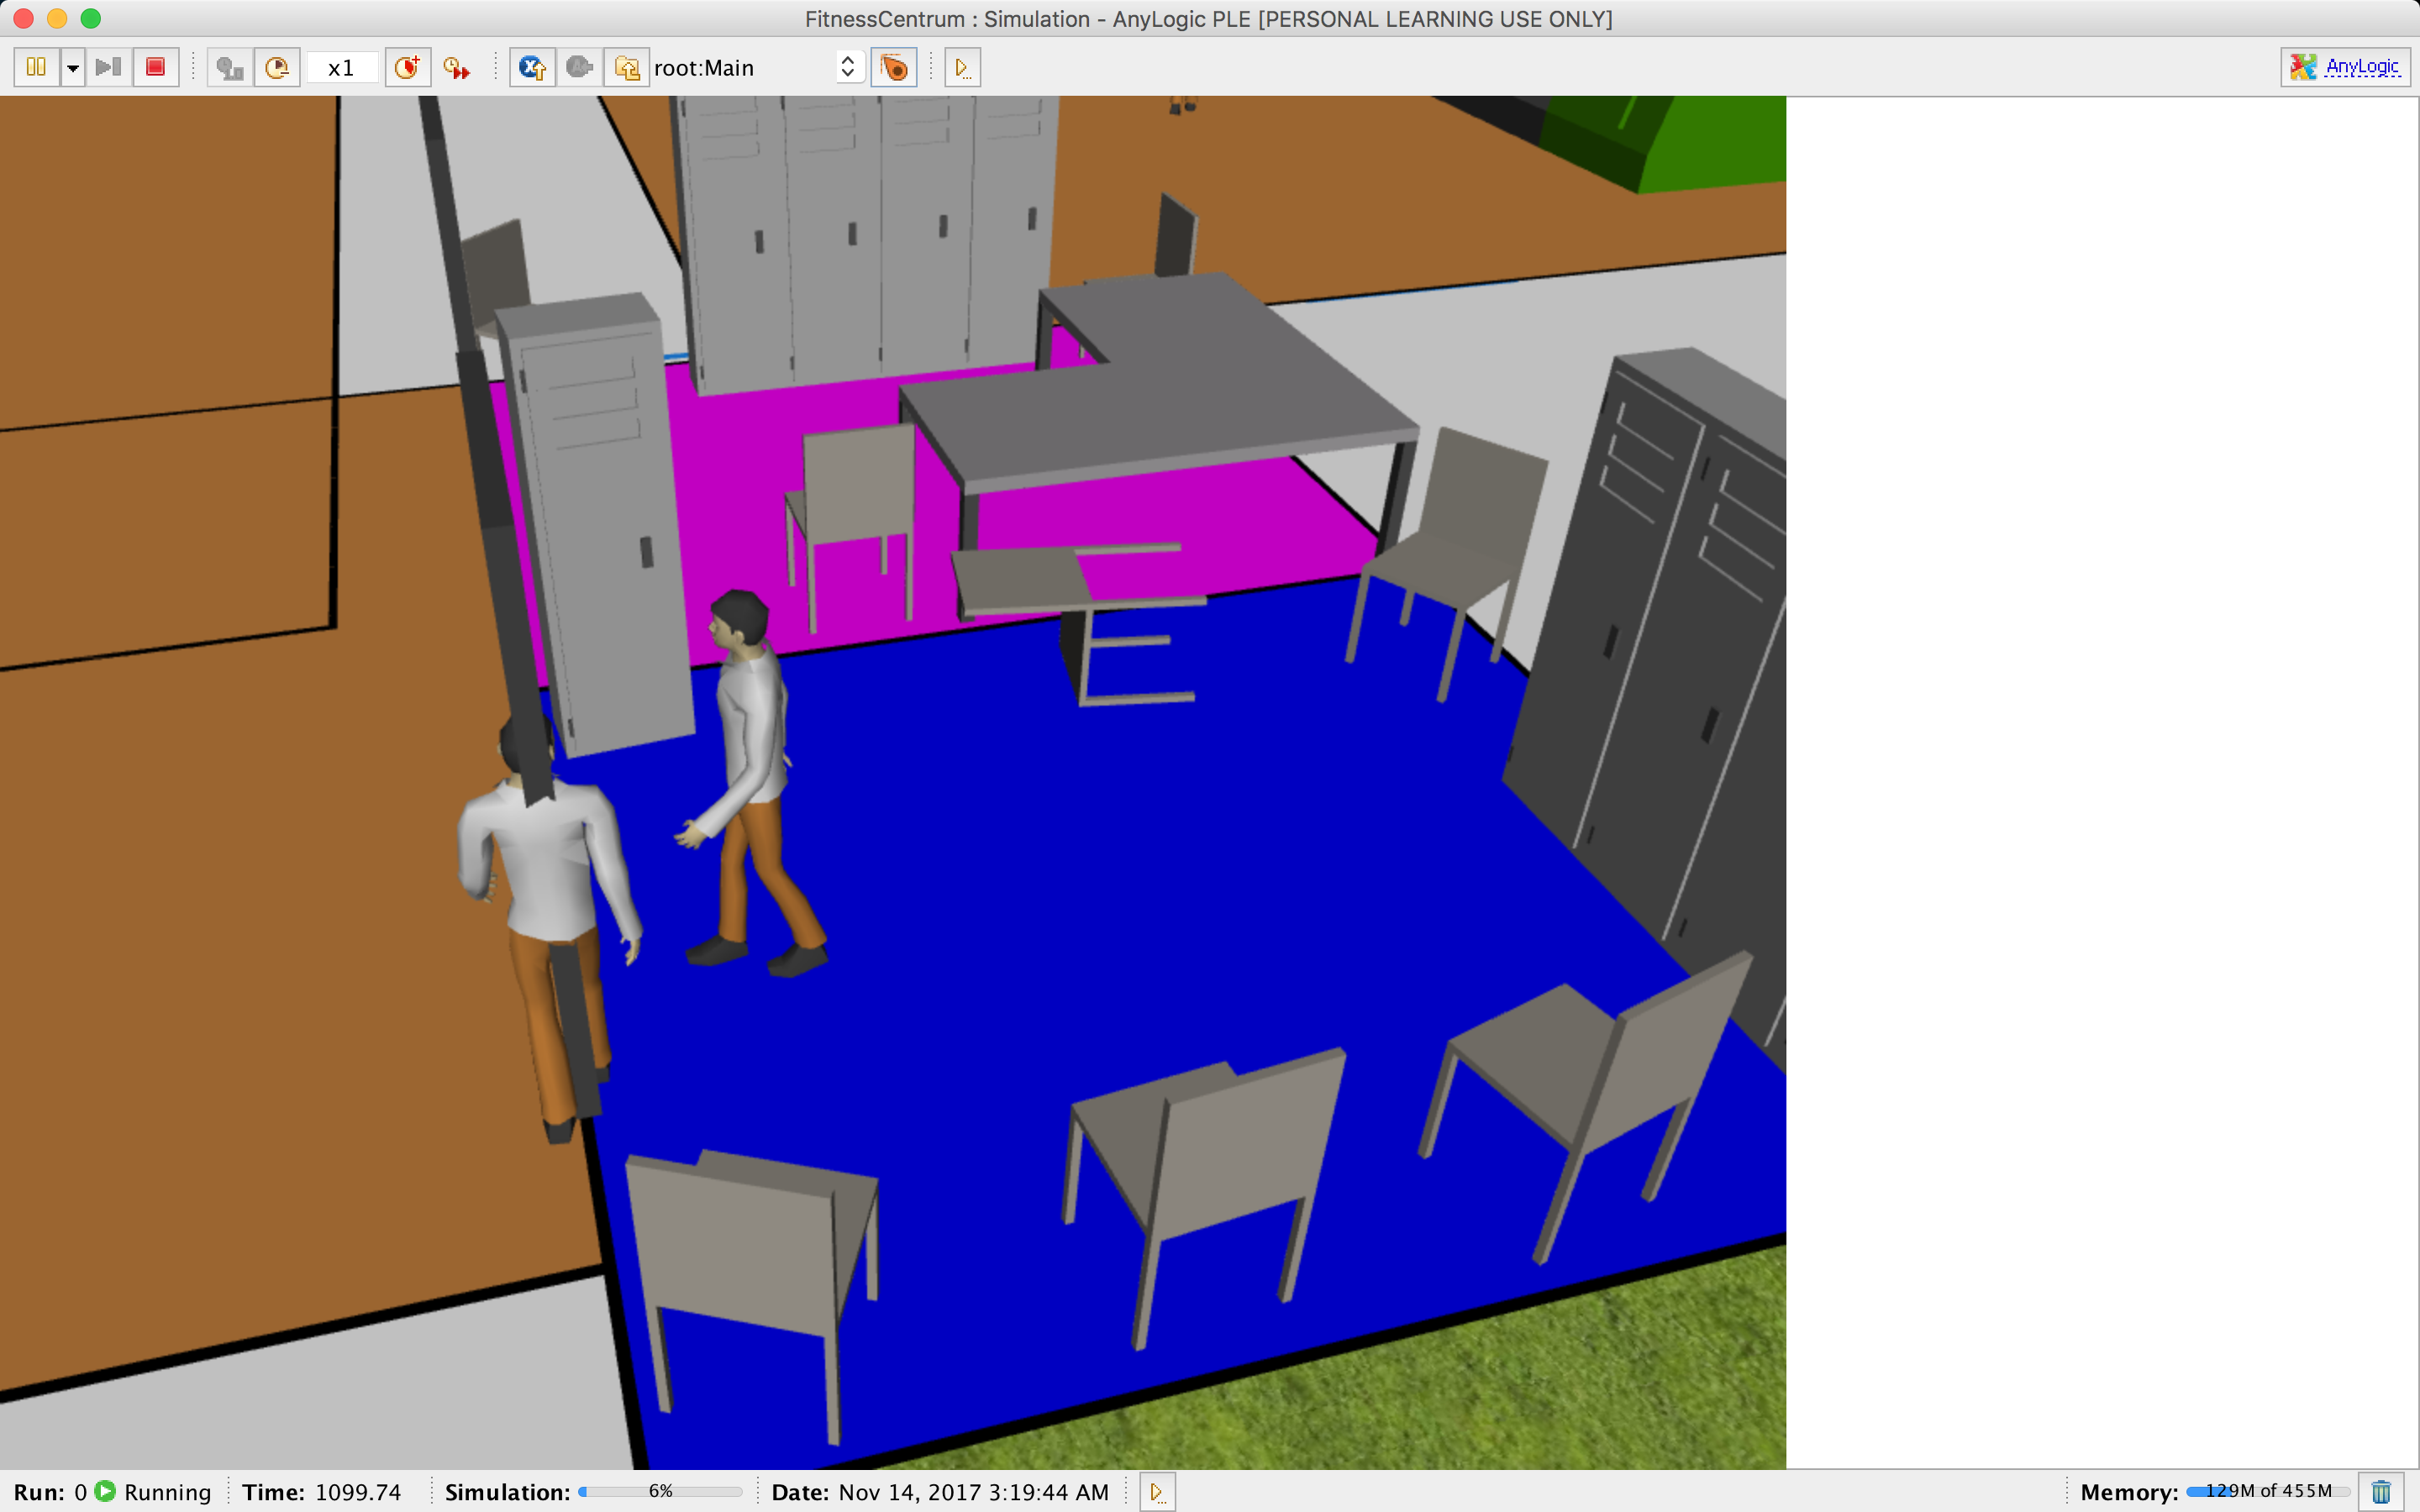 FitnessCentrum : Simulation - AnyLogic PLE [PERSONAL LEARNING USE ONLY]
x1 root:Main AnyLogic
Run: 0 Running Time: 1099.74 Simulation: 6% Date: Nov 14, 2017 3:19:44 AM Memory: 129M of 455M